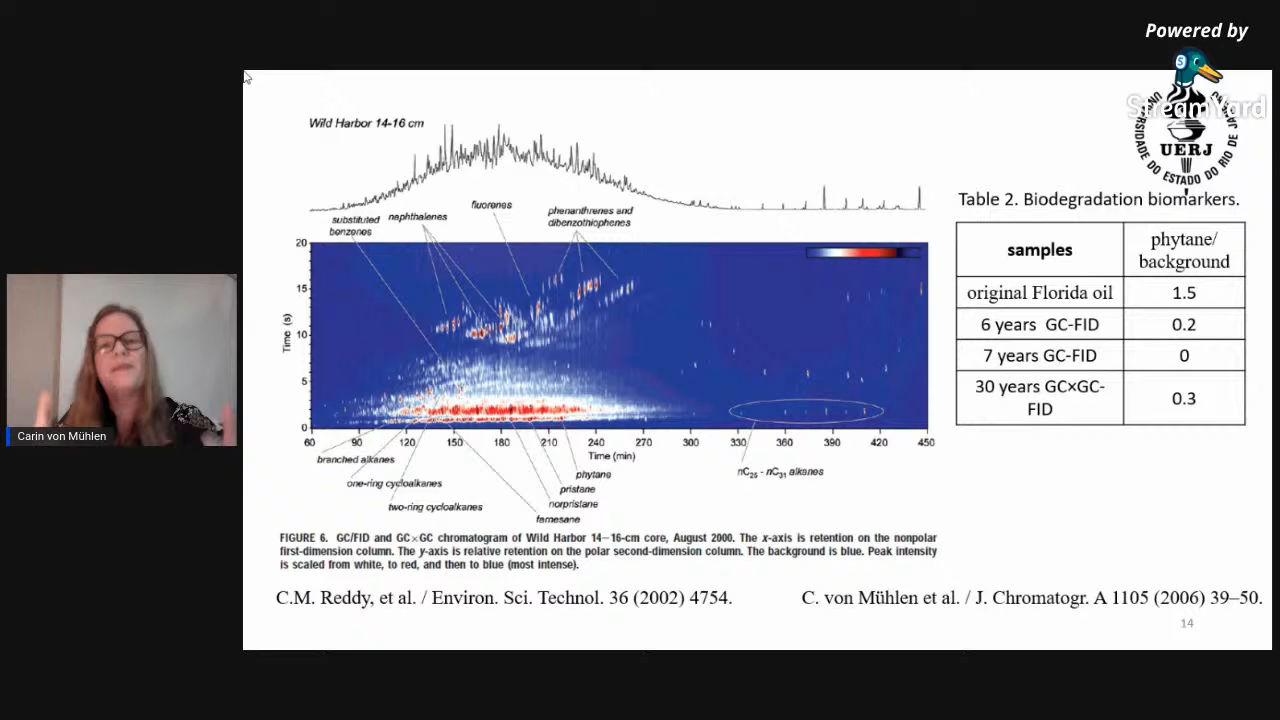 Powered by
StreamYard
S
UNIVERSIDADE DO ESTADO DO RIO DE JANEIRO
UERJ
Wild Harbor 14-16 cm
substituted
benzenes
naphthalenes
fluorenes
phenanthrenes and
dibenzothiophenes
20
15
10
5
0
Time (s)
60 90 120 150 180 210 240 270 300 330 360 390 420 450
Time (min)
branched alkanes
one-ring cycloalkanes
two-ring cycloalkanes
phytane
pristane
norpristane
farnesane
nC25 - nC31 alkanes
FIGURE 6. GC/FID and GC×GC chromatogram of Wild Harbor 14–16-cm core, August 2000. The x-axis is retention on the nonpolar
first-dimension column. The y-axis is relative retention on the polar second-dimension column. The background is blue. Peak intensity
is scaled from white, to red, and then to blue (most intense).
Table 2. Biodegradation biomarkers.
samples phytane/
background
original Florida oil 1.5
6 years GC-FID 0.2
7 years GC-FID 0
30 years GC×GC-
FID 0.3
C.M. Reddy, et al. / Environ. Sci. Technol. 36 (2002) 4754.
C. von Mühlen et al. / J. Chromatogr. A 1105 (2006) 39–50.
14
Carin von Mühlen